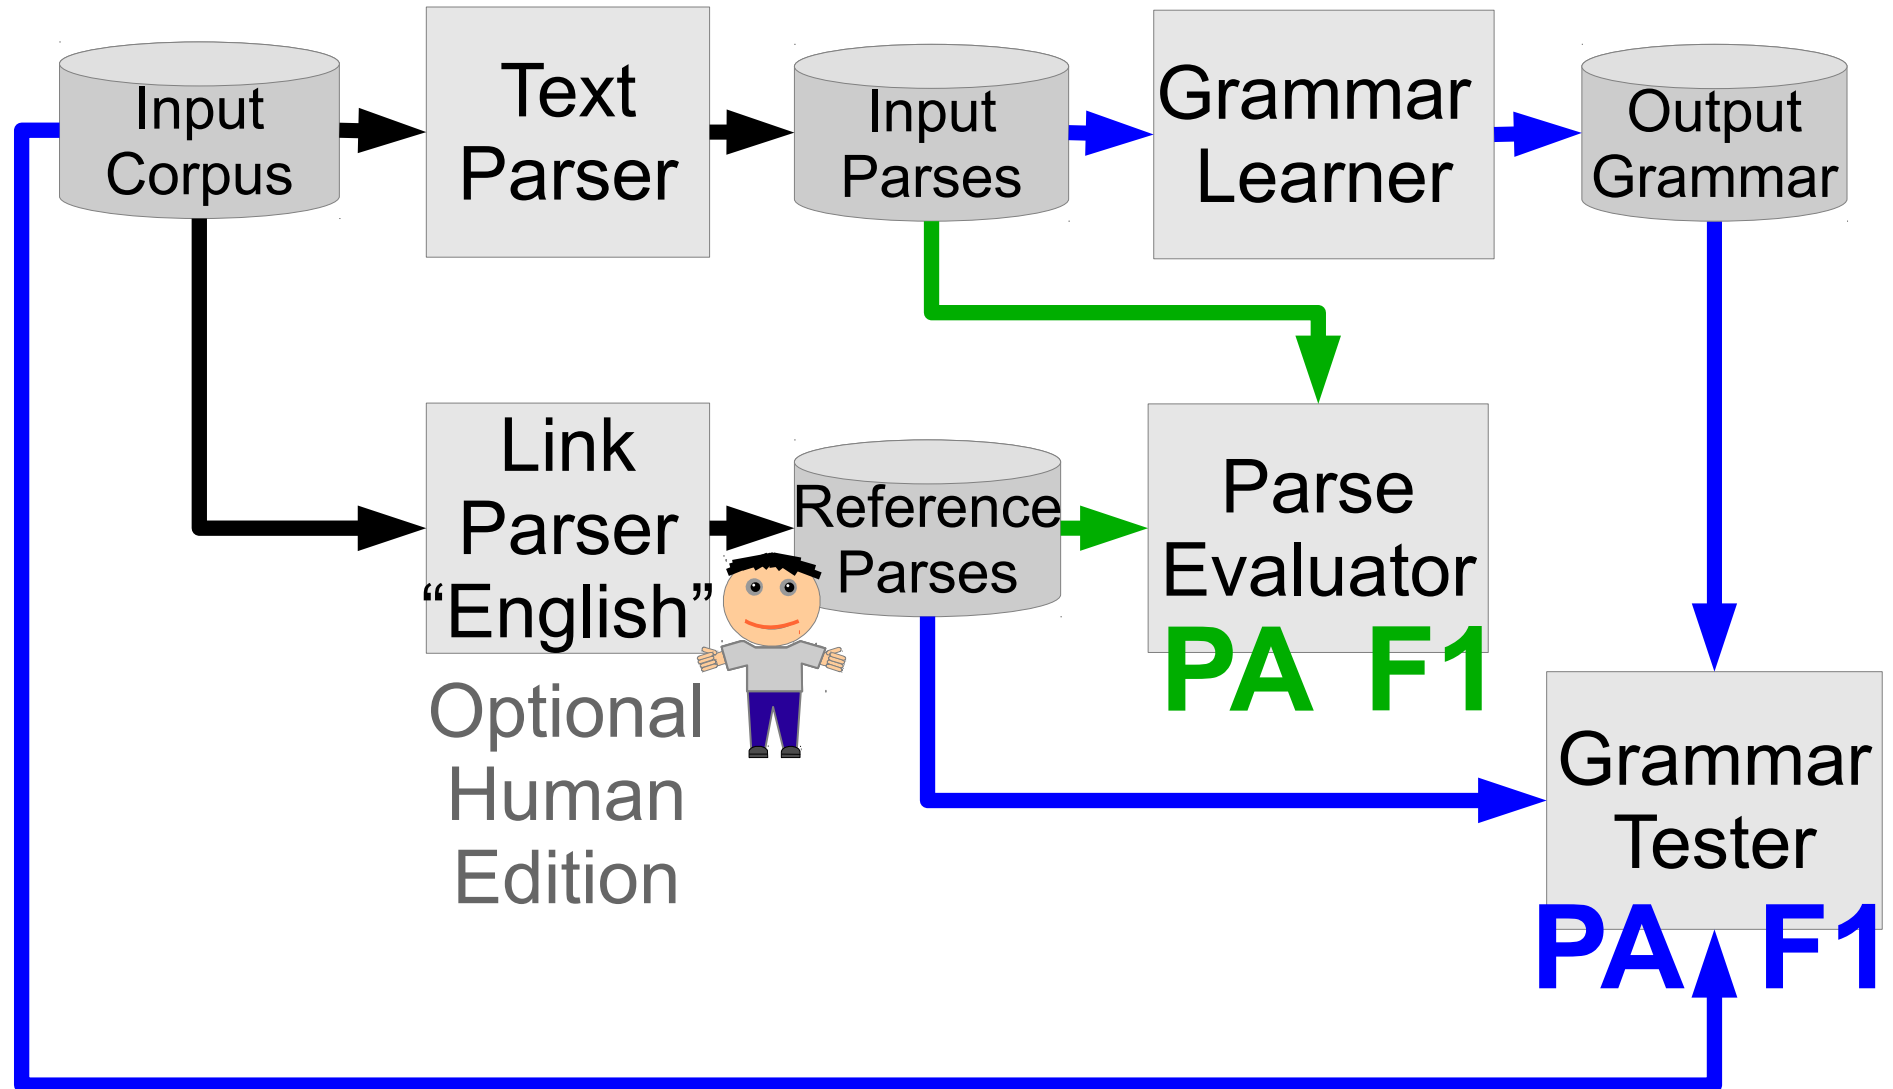 Input
Corpus
Text
Parser
Input
Parses
Grammar
Learner
Output
Grammar
Link
Parser
“English”
Optional
Human
Edition
Reference
Parses
Parse
Evaluator
PA F1
Grammar
Tester
PA F1